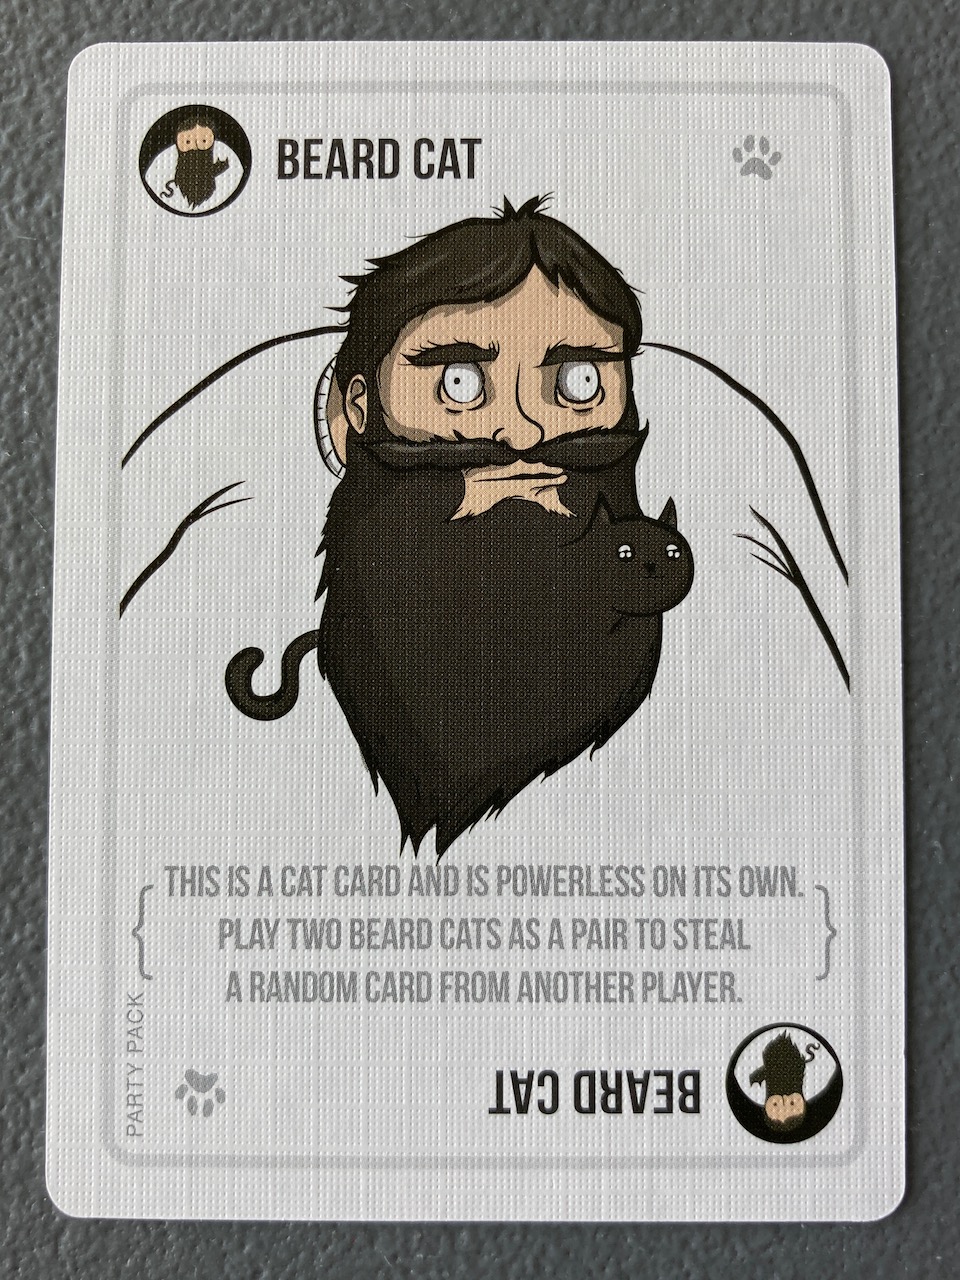 BEARD CAT
THIS IS A CAT CARD AND IS POWERLESS ON ITS OWN.
PLAY TWO BEARD CATS AS A PAIR TO STEAL
A RANDOM CARD FROM ANOTHER PLAYER.
PARTY PACK
BEARD CAT